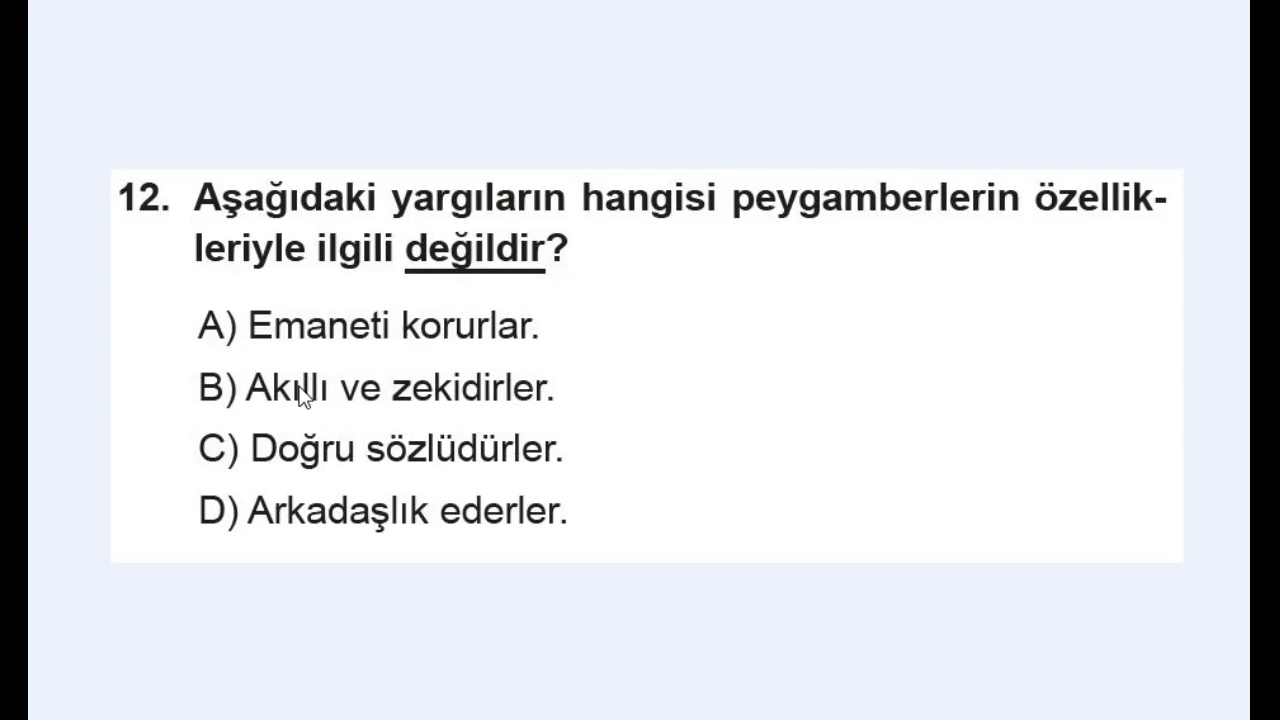 12. Aşağıdaki yargıların hangisi peygamberlerin özellik-
leriyle ilgili değildir?
A) Emaneti korurlar.
B) Akıllı ve zekidirler.
C) Doğru sözlüdürler.
D) Arkadaşlık ederler.